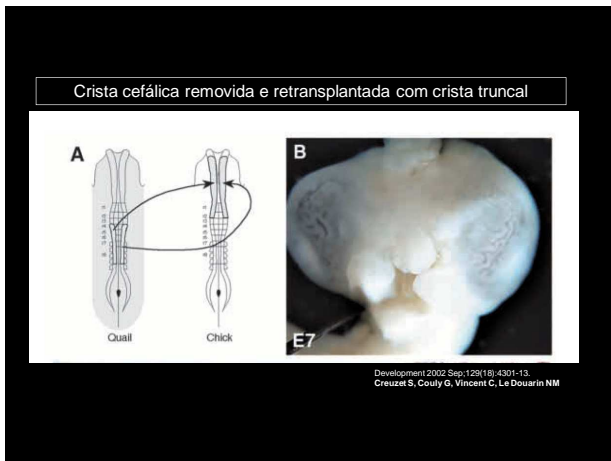 Crista cefálica removida e retransplantada com crista truncal
A
B
Quail
Chick
E7
Development 2002 Sep;129(18):4301-13.
Creuzet S, Couly G, Vincent C, Le Douarin NM